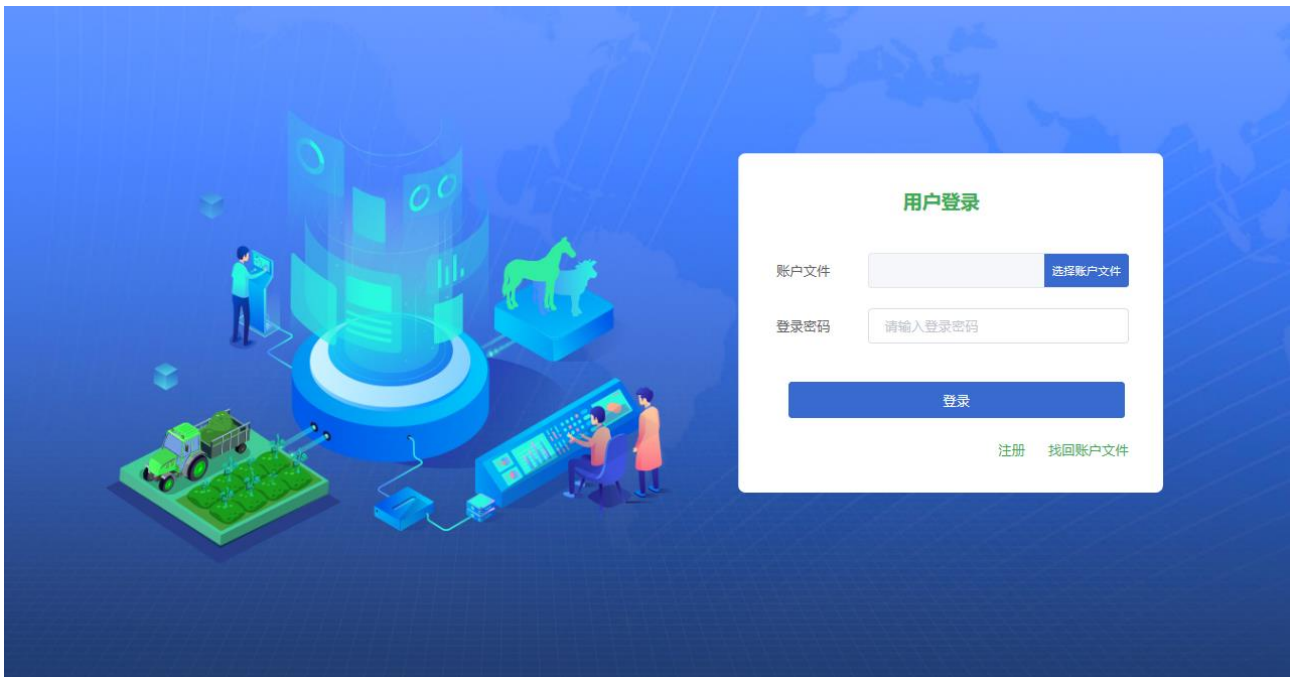 用户登录
账户文件 选择账户文件
登录密码 请输入登录密码
登录
注册 找回账户文件